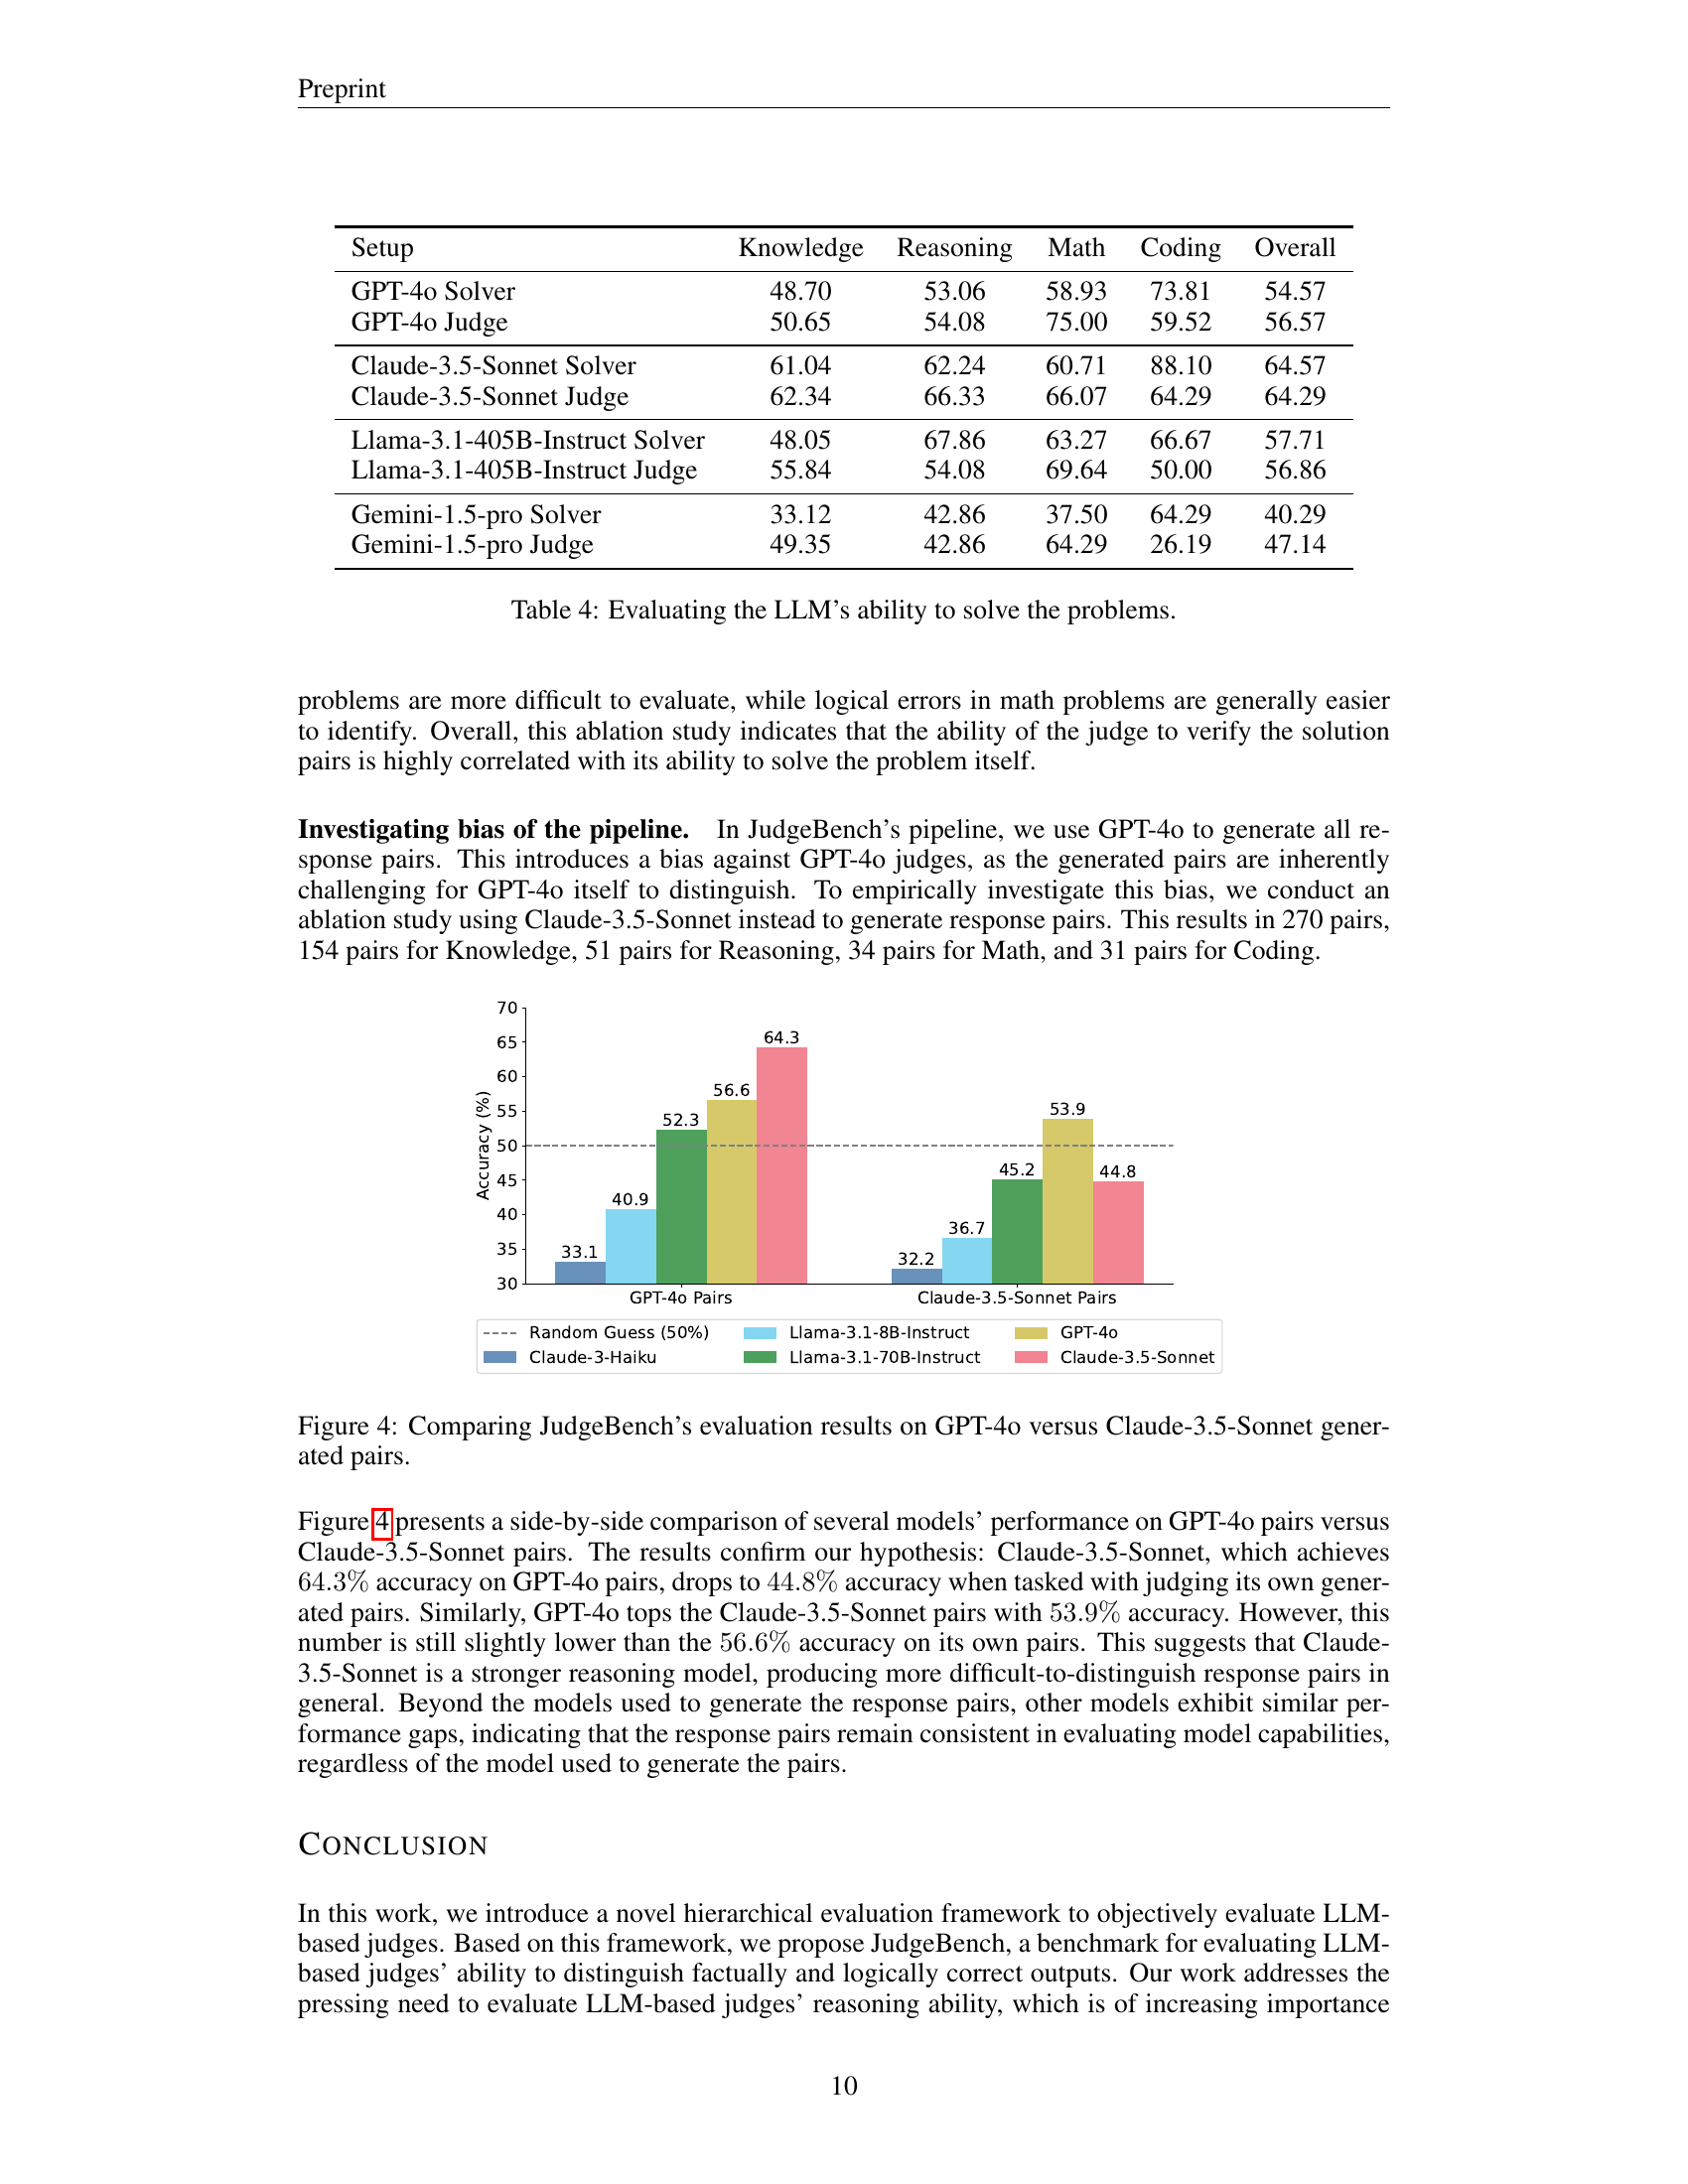 Preprint
Setup Knowledge Reasoning Math Coding Overall
GPT-4o Solver 48.70 53.06 58.93 73.81 54.57
GPT-4o Judge 50.65 54.08 75.00 59.52 56.57
Claude-3.5-Sonnet Solver 61.04 62.24 60.71 88.10 64.57
Claude-3.5-Sonnet Judge 62.34 66.33 66.07 64.29 64.29
Llama-3.1-405B-Instruct Solver 48.05 67.86 63.27 66.67 57.71
Llama-3.1-405B-Instruct Judge 55.84 54.08 69.64 50.00 56.86
Gemini-1.5-pro Solver 33.12 42.86 37.50 64.29 40.29
Gemini-1.5-pro Judge 49.35 42.86 64.29 26.19 47.14
Table 4: Evaluating the LLM's ability to solve the problems.
problems are more difficult to evaluate, while logical errors in math problems are generally easier
to identify. Overall, this ablation study indicates that the ability of the judge to verify the solution
pairs is highly correlated with its ability to solve the problem itself.
Investigating bias of the pipeline. In JudgeBench's pipeline, we use GPT-4o to generate all re-
sponse pairs. This introduces a bias against GPT-4o judges, as the generated pairs are inherently
challenging for GPT-4o itself to distinguish. To empirically investigate this bias, we conduct an
ablation study using Claude-3.5-Sonnet instead to generate response pairs. This results in 270 pairs,
154 pairs for Knowledge, 51 pairs for Reasoning, 34 pairs for Math, and 31 pairs for Coding.
Accuracy (%)
70
65
60
55
50
45
40
35
30
33.1
40.9
52.3
56.6
64.3
32.2
36.7
45.2
53.9
44.8
GPT-4o Pairs Claude-3.5-Sonnet Pairs
Random Guess (50%) Llama-3.1-8B-Instruct GPT-4o
Claude-3-Haiku Llama-3.1-70B-Instruct Claude-3.5-Sonnet
Figure 4: Comparing JudgeBench's evaluation results on GPT-4o versus Claude-3.5-Sonnet gener-
ated pairs.
Figure 4 presents a side-by-side comparison of several models' performance on GPT-4o pairs versus
Claude-3.5-Sonnet pairs. The results confirm our hypothesis: Claude-3.5-Sonnet, which achieves
64.3% accuracy on GPT-4o pairs, drops to 44.8% accuracy when tasked with judging its own gener-
ated pairs. Similarly, GPT-4o tops the Claude-3.5-Sonnet pairs with 53.9% accuracy. However, this
number is still slightly lower than the 56.6% accuracy on its own pairs. This suggests that Claude-
3.5-Sonnet is a stronger reasoning model, producing more difficult-to-distinguish response pairs in
general. Beyond the models used to generate the response pairs, other models exhibit similar per-
formance gaps, indicating that the response pairs remain consistent in evaluating model capabilities,
regardless of the model used to generate the pairs.
CONCLUSION
In this work, we introduce a novel hierarchical evaluation framework to objectively evaluate LLM-
based judges. Based on this framework, we propose JudgeBench, a benchmark for evaluating LLM-
based judges' ability to distinguish factually and logically correct outputs. Our work addresses the
pressing need to evaluate LLM-based judges' reasoning ability, which is of increasing importance
10